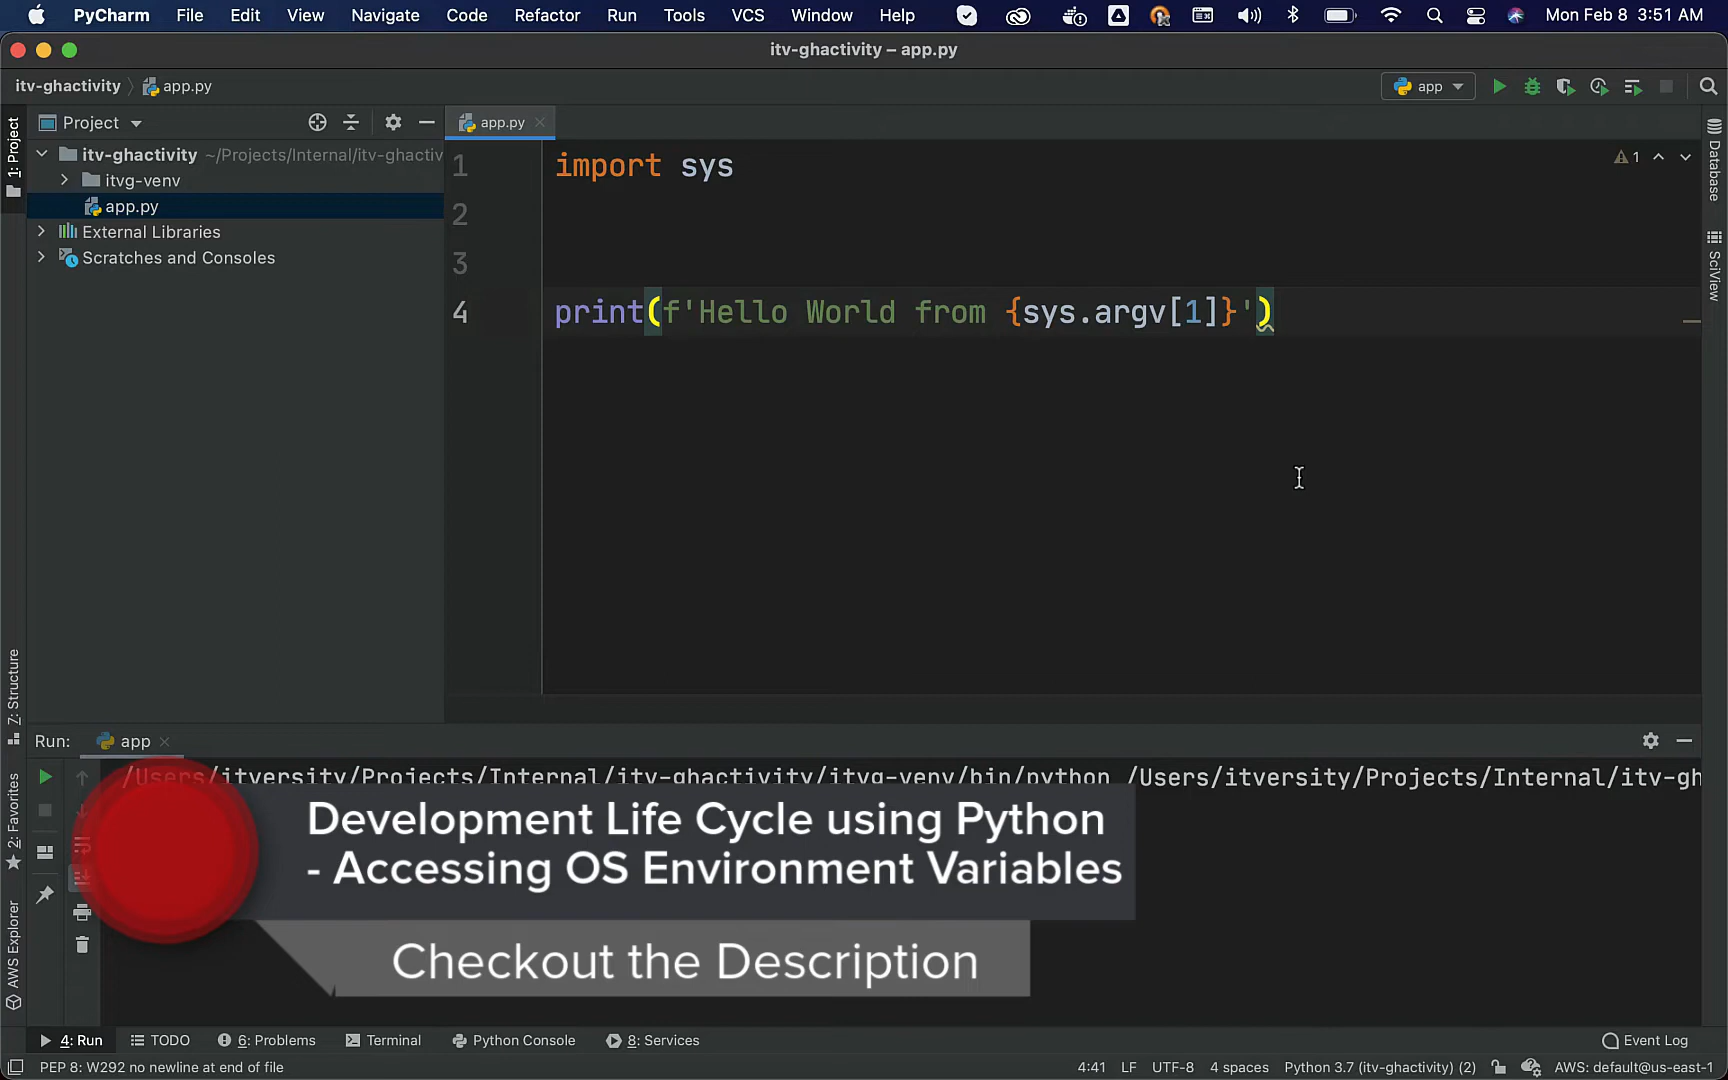 PyCharm File Edit View Navigate Code Refactor Run Tools VCS Window Help Mon Feb 8 3:51 AM
itv-ghactivity – app.py
itv-ghactivity app.py app
Project app.py
1: Project
itv-ghactivity ~/Projects/Internal/itv-ghactiv
itvg-venv
app.py
External Libraries
Scratches and Consoles
1 import sys
2
3
4 print(f'Hello World from {sys.argv[1]}')
1
Database
SciView
7: Structure
2: Favorites
AWS Explorer
Run: app
/Users/itversity/Projects/Internal/itv-ghactivity/itvg-venv/bin/python /Users/itversity/Projects/Internal/itv-gh
Development Life Cycle using Python
- Accessing OS Environment Variables
Checkout the Description
4: Run TODO 6: Problems Terminal Python Console 8: Services Event Log
PEP 8: W292 no newline at end of file 4:41 LF UTF-8 4 spaces Python 3.7 (itv-ghactivity) (2) AWS: default@us-east-1